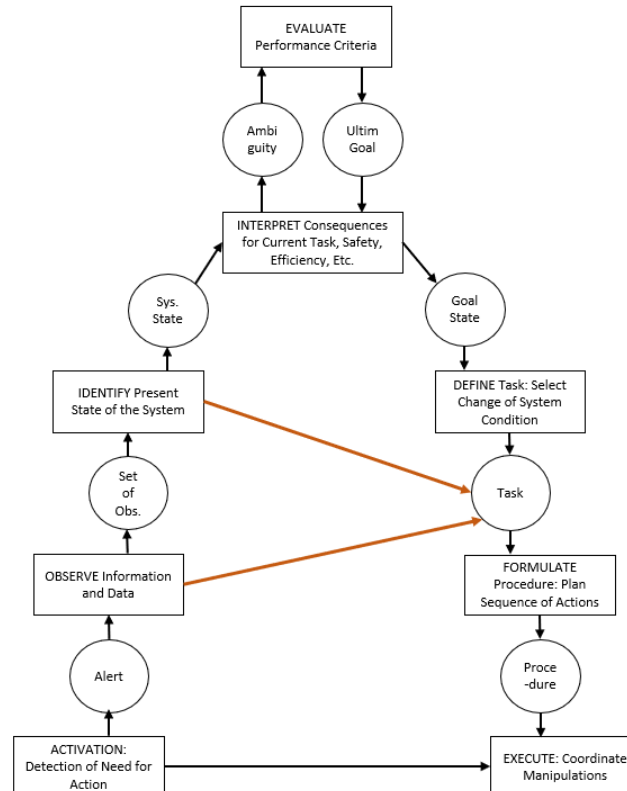 EVALUATE
Performance Criteria
Ambi
guity
Ultim
Goal
INTERPRET Consequences
for Current Task, Safety,
Efficiency, Etc.
Sys.
State
Goal
State
IDENTIFY Present
State of the System
DEFINE Task: Select
Change of System
Condition
Set
of
Obs.
Task
OBSERVE Information
and Data
FORMULATE
Procedure: Plan
Sequence of Actions
Alert
Proce
-dure
ACTIVATION:
Detection of Need for
Action
EXECUTE: Coordinate
Manipulations